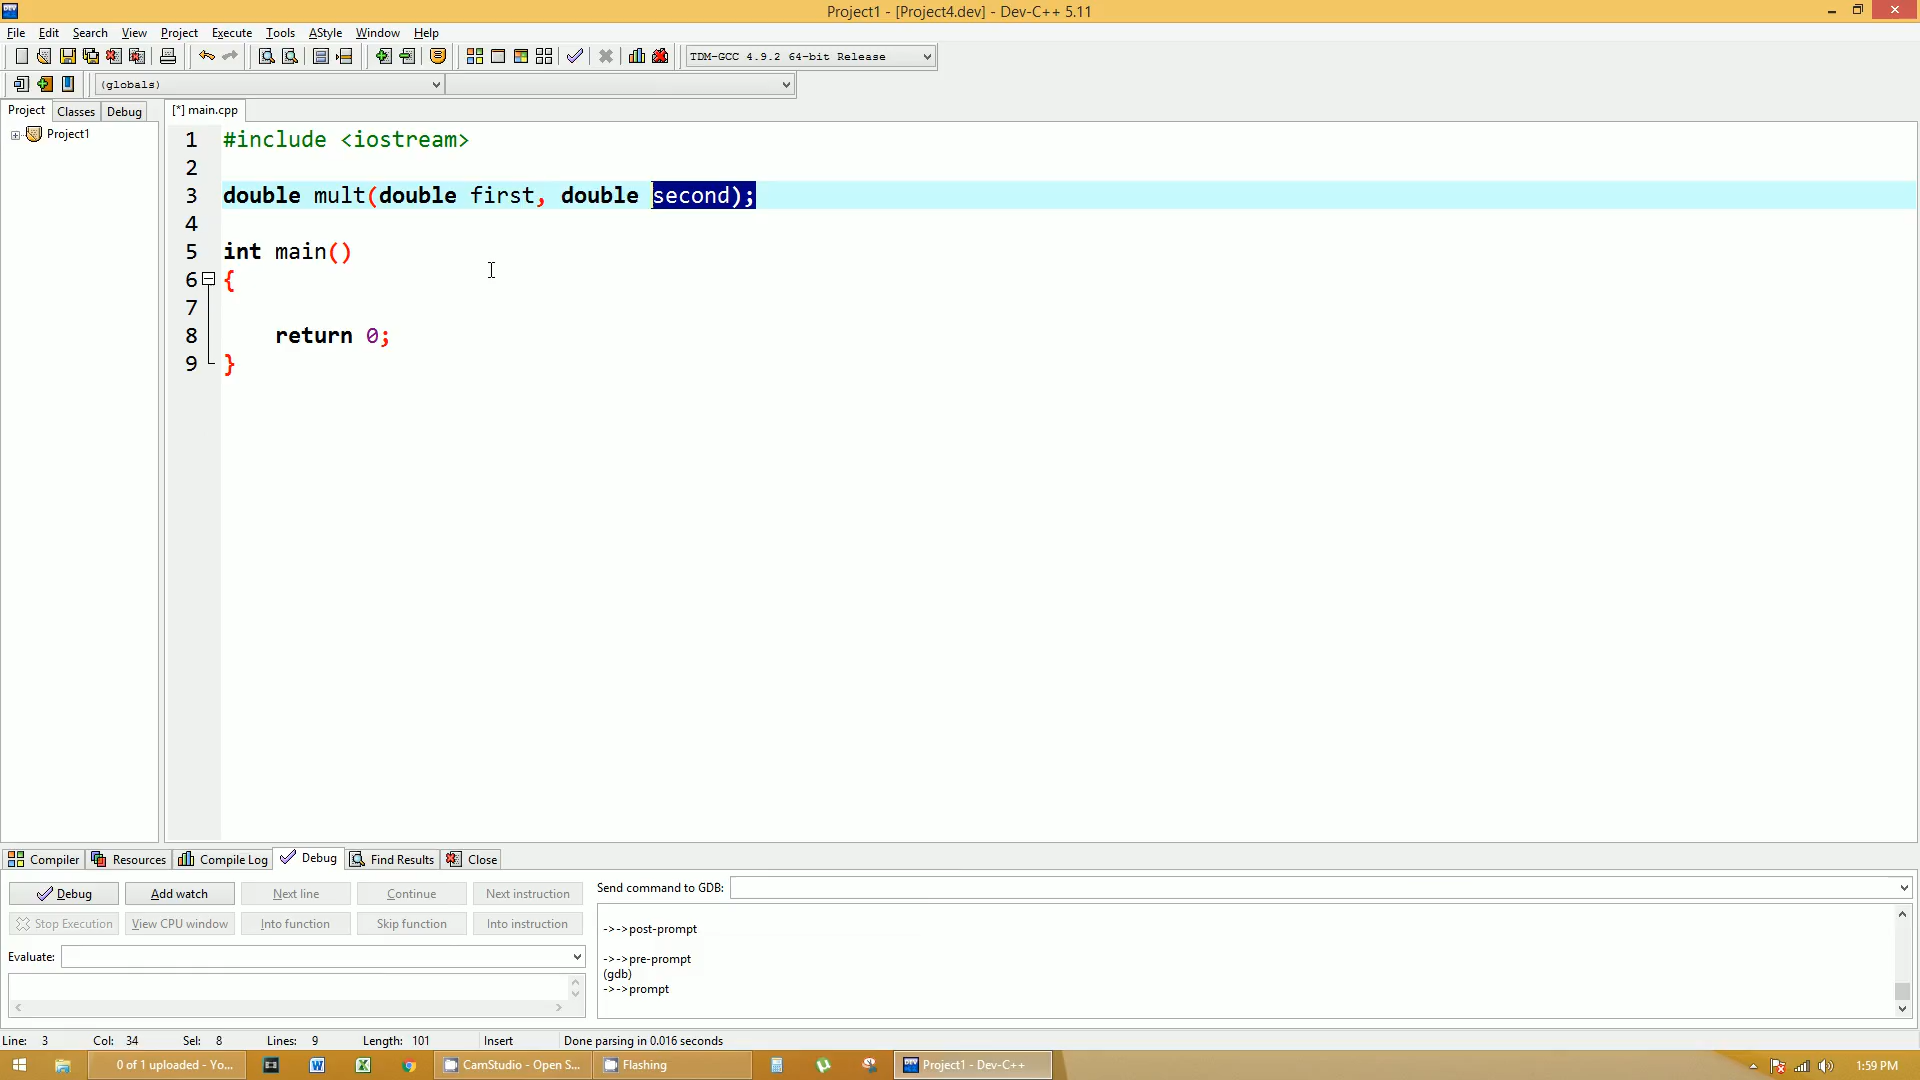 Project1 - [Project4.dev] - Dev-C++ 5.11
File Edit Search View Project Execute Tools AStyle Window Help
TDM-GCC 4.9.2 64-bit Release
(globals)
Project Classes Debug [*] main.cpp
Project1
1 #include <iostream>
2
3 double mult(double first, double second);
4
5 int main()
6 {
7
8 return 0;
9 }
Compiler Resources Compile Log Debug Find Results Close
Debug Add watch Next line Continue Next instruction
Stop Execution View CPU window Into function Skip function Into instruction
Evaluate:
Send command to GDB:
->->post-prompt
->->pre-prompt
(gdb)
->->prompt
Line: 3 Col: 34 Sel: 8 Lines: 9 Length: 101 Insert Done parsing in 0.016 seconds
0 of 1 uploaded - Yo... CamStudio - Open S... Flashing Project1 - Dev-C++ 1:59 PM